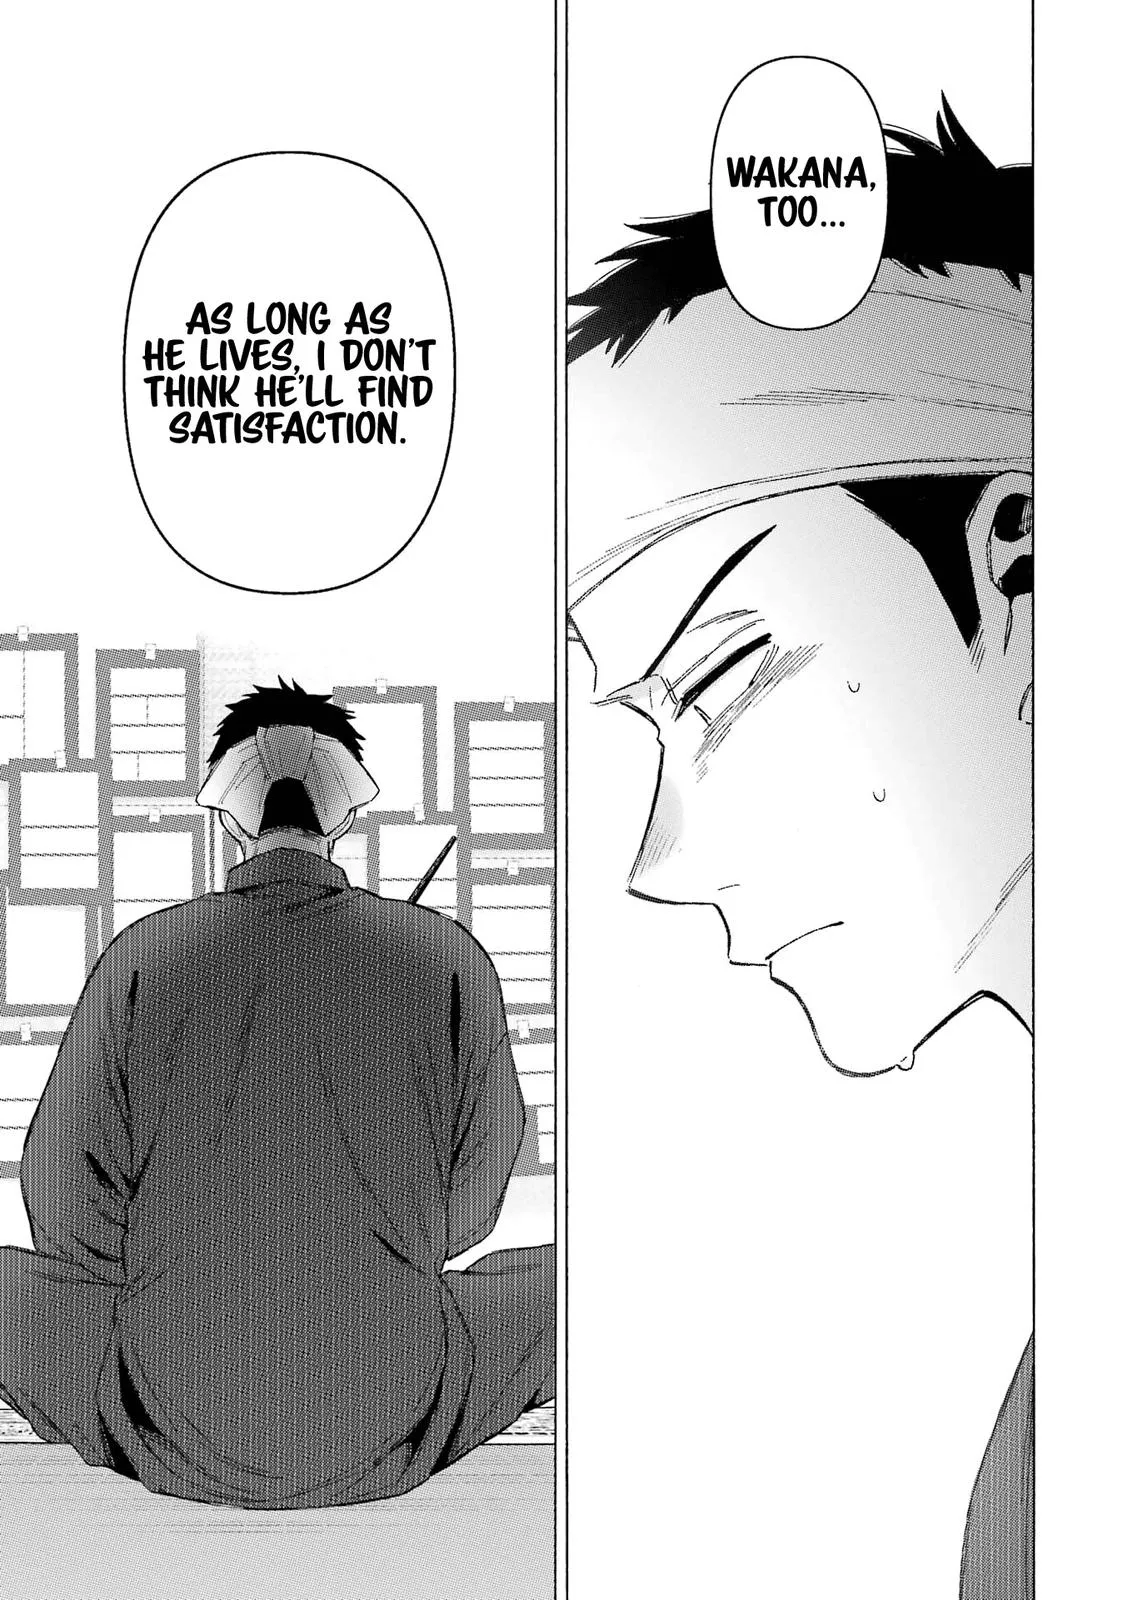 WAKANA,
TOO...
AS LONG AS
HE LIVES, I DON'T
THINK HE'LL FIND
SATISFACTION.